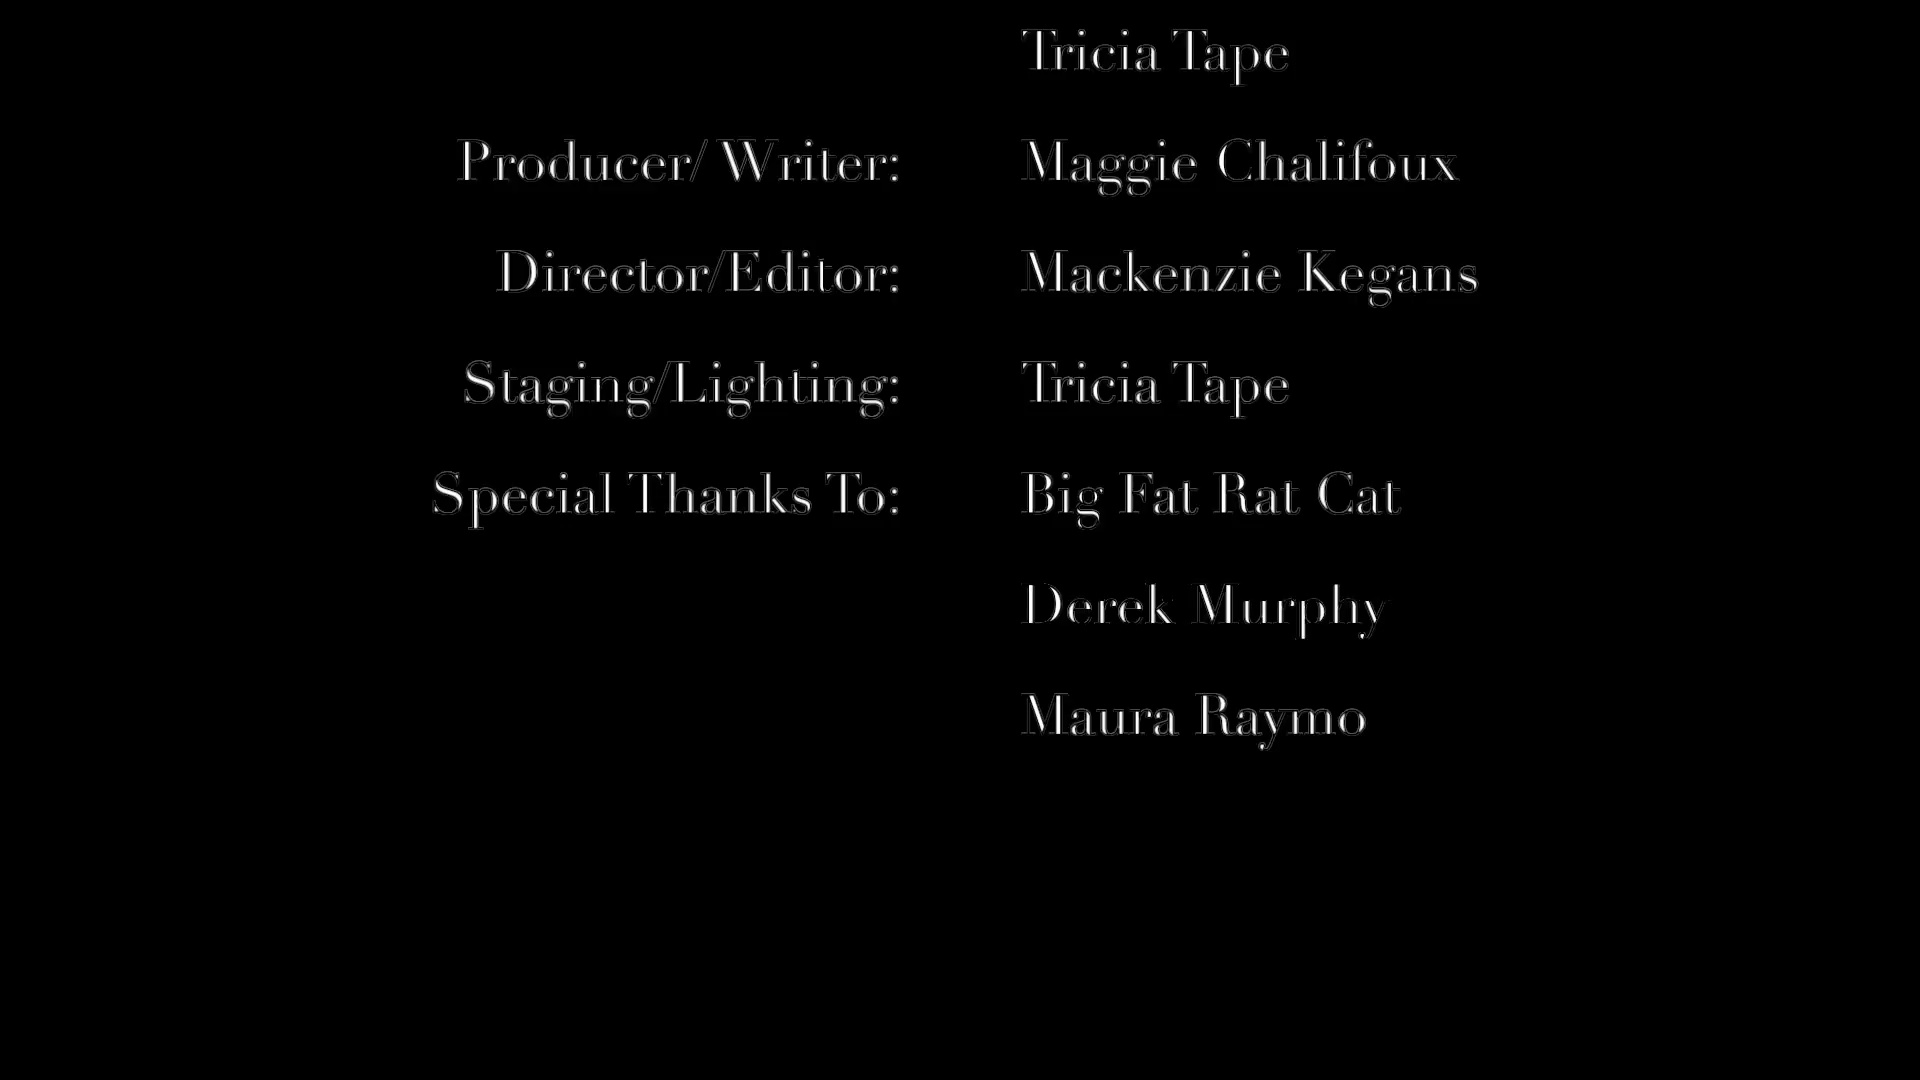 Tricia Tape
Producer/ Writer: Maggie Chalifoux
Director/Editor: Mackenzie Kegans
Staging/Lighting: Tricia Tape
Special Thanks To: Big Fat Rat Cat
Derek Murphy
Maura Raymo